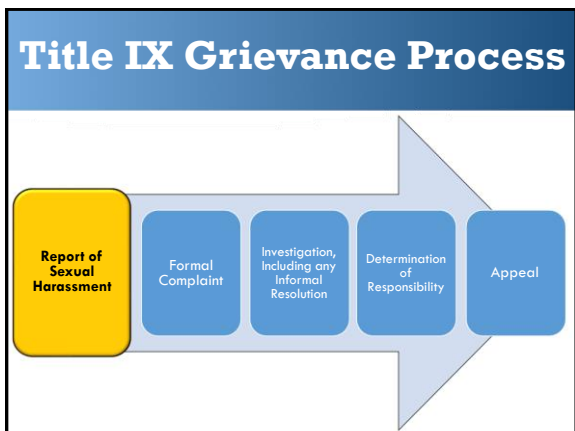 Title IX Grievance Process
Report of
Sexual
Harassment
Formal
Complaint
Investigation,
Including any
Informal
Resolution
Determination
of
Responsibility
Appeal